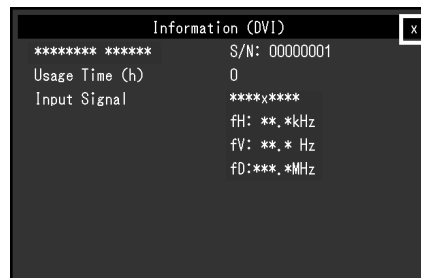 Information (DVI)
x
******** ****** S/N: 00000001
Usage Time (h) 0
Input Signal ****x****
fH: **.*kHz
fV: **.* Hz
fD:***.*MHz